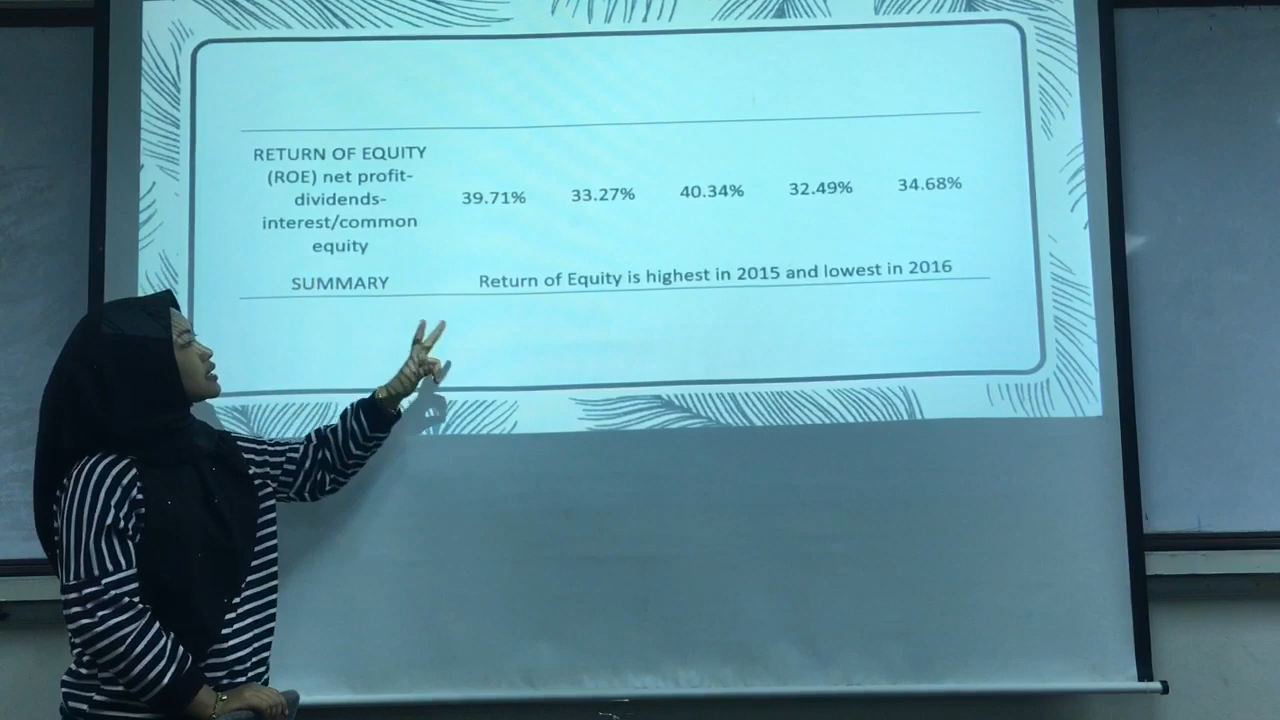 RETURN OF EQUITY
(ROE) net profit-
dividends-
interest/common
equity
39.71% 33.27% 40.34% 32.49% 34.68%
SUMMARY Return of Equity is highest in 2015 and lowest in 2016